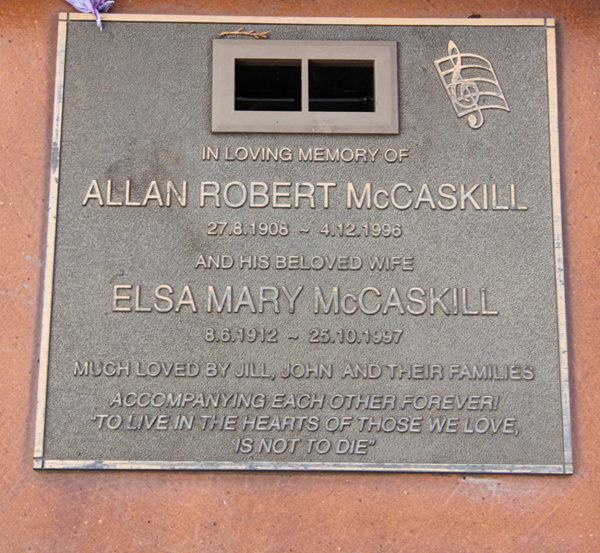 IN LOVING MEMORY OF
ALLAN ROBERT McCASKILL
27.8.1908 ~ 4.12.1996
AND HIS BELOVED WIFE
ELSA MARY McCASKILL
8.6.1912 ~ 25.10.1997
MUCH LOVED BY JILL, JOHN AND THEIR FAMILIES
ACCOMPANYING EACH OTHER FOREVER!
"TO LIVE IN THE HEARTS OF THOSE WE LOVE,
IS NOT TO DIE"